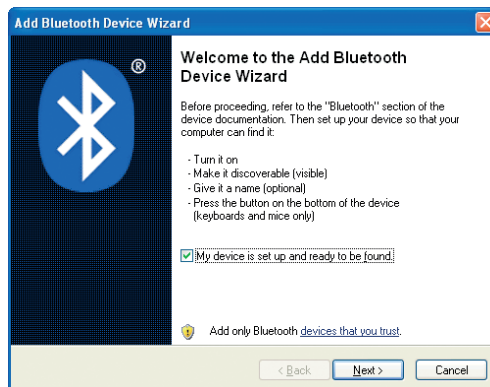 Add Bluetooth Device Wizard
®
Welcome to the Add Bluetooth
Device Wizard
Before proceeding, refer to the "Bluetooth" section of the
device documentation. Then set up your device so that your
computer can find it:
- Turn it on
- Make it discoverable (visible)
- Give it a name (optional)
- Press the button on the bottom of the device
(keyboards and mice only)
My device is set up and ready to be found.
Add only Bluetooth devices that you trust.
< Back Next > Cancel